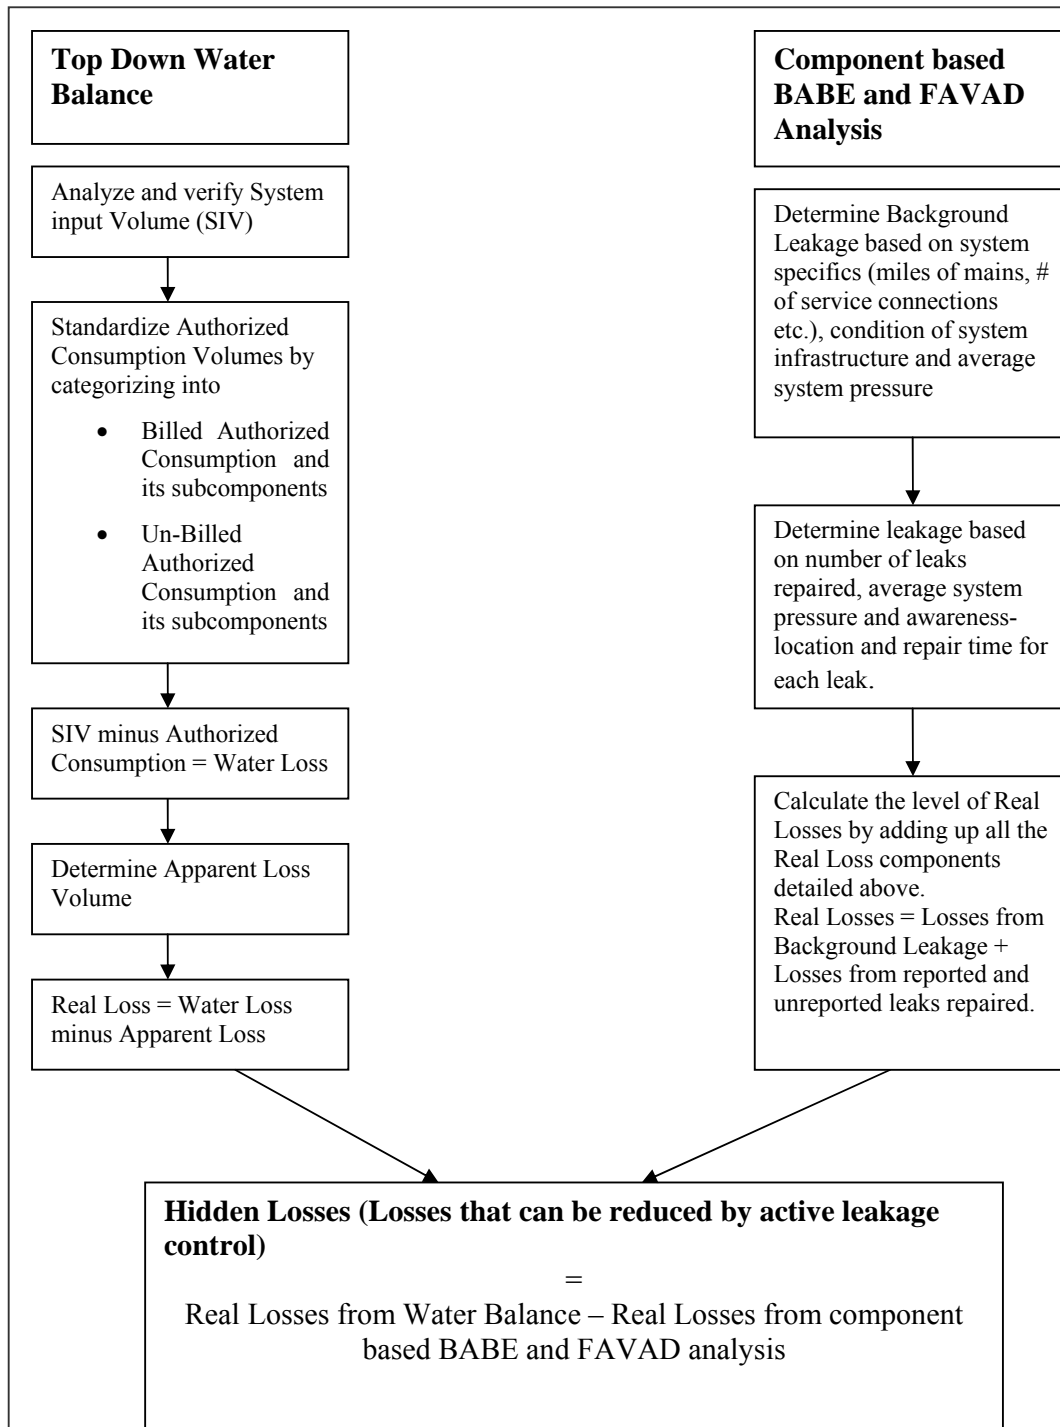 Top Down Water
Balance
Analyze and verify System
input Volume (SIV)
Standardize Authorized
Consumption Volumes by
categorizing into
• Billed Authorized
Consumption and
its subcomponents
• Un-Billed
Authorized
Consumption and
its subcomponents
SIV minus Authorized
Consumption = Water Loss
Determine Apparent Loss
Volume
Real Loss = Water Loss
minus Apparent Loss
Component based
BABE and FAVAD
Analysis
Determine Background
Leakage based on system
specifics (miles of mains, #
of service connections
etc.), condition of system
infrastructure and average
system pressure
Determine leakage based
on number of leaks
repaired, average system
pressure and awareness-
location and repair time for
each leak.
Calculate the level of Real
Losses by adding up all the
Real Loss components
detailed above.
Real Losses = Losses from
Background Leakage +
Losses from reported and
unreported leaks repaired.
Hidden Losses (Losses that can be reduced by active leakage
control)
=
Real Losses from Water Balance – Real Losses from component
based BABE and FAVAD analysis